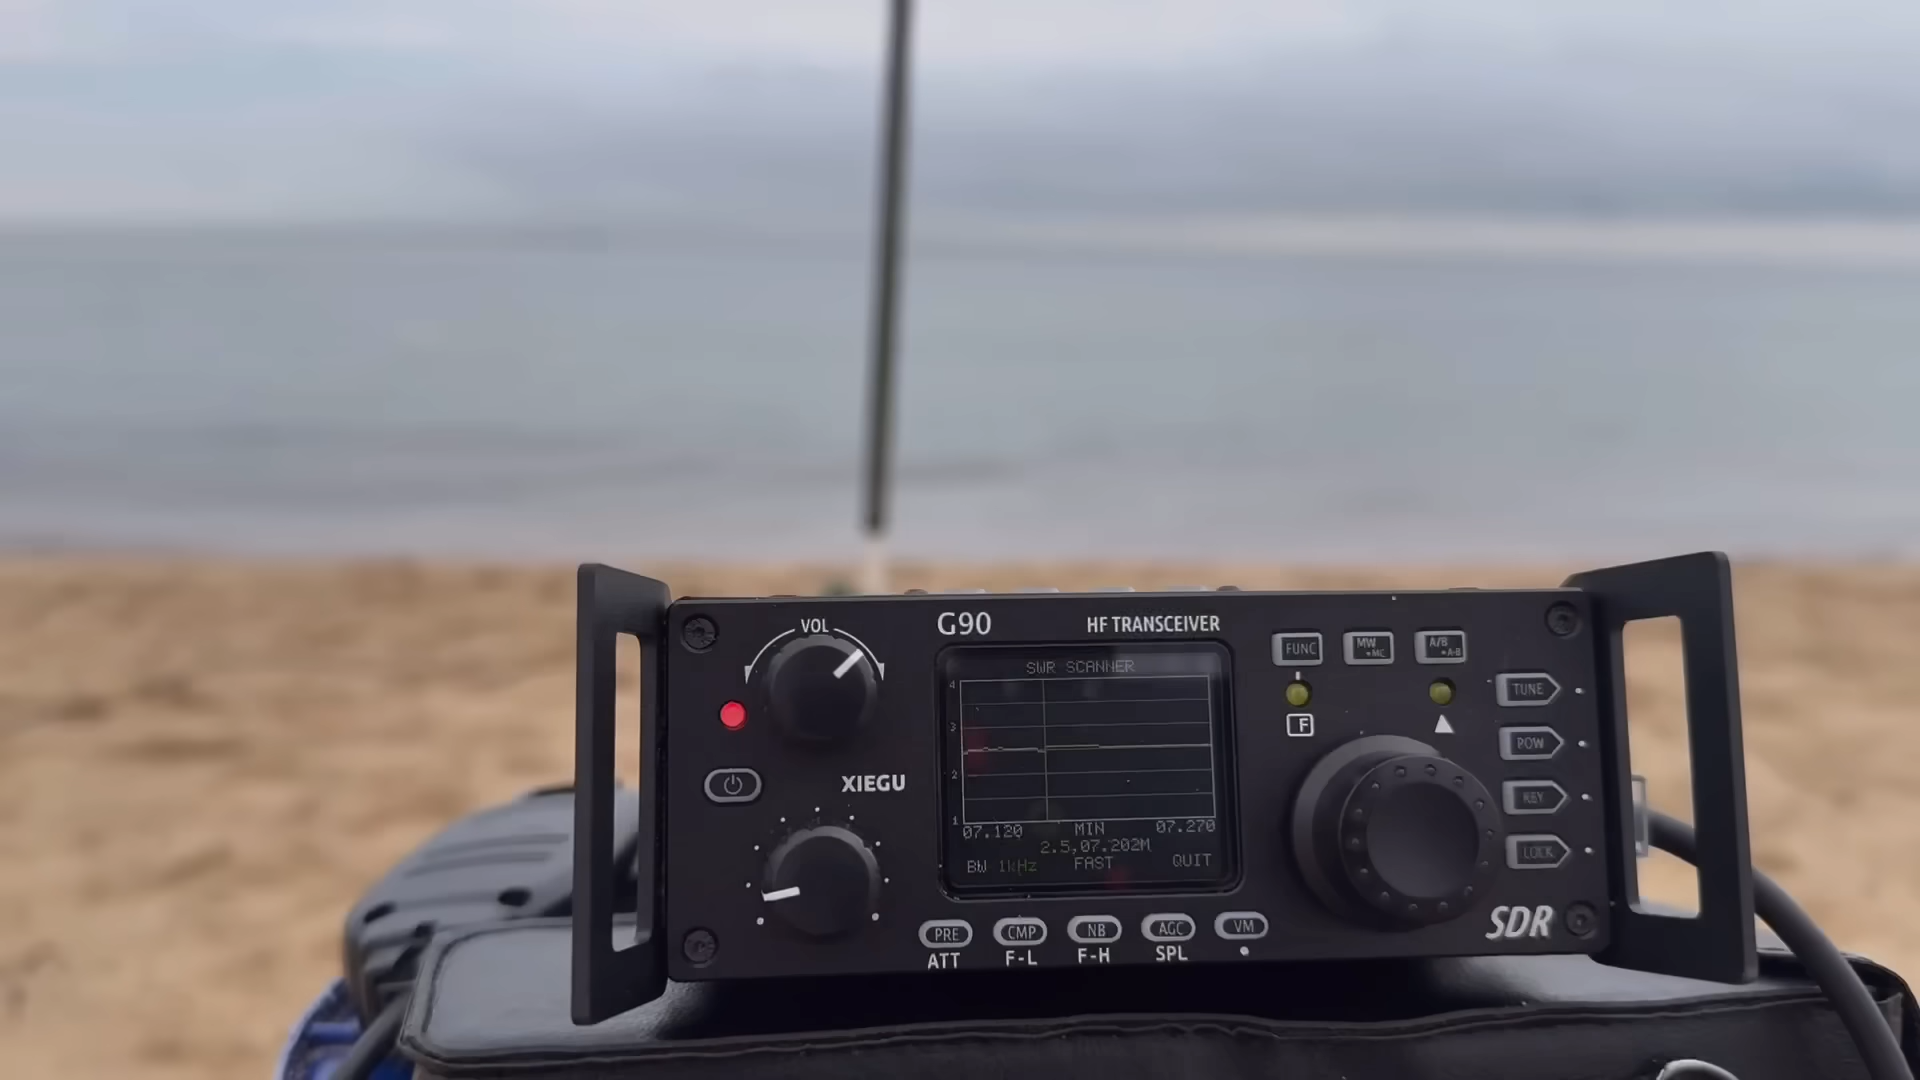 VOL
G90
HF TRANSCEIVER
FUNC
MW
•MC
A/B
•A=B
SWR SCANNER
4
3
2
1
07.120 MIN 07.270
2.5,07.202M
BW 1kHz FAST QUIT
F
TUNE
POW
KEY
LOCK
XIEGU
PRE
CMP
NB
AGC
VM
ATT
F-L
F-H
SPL
SDR